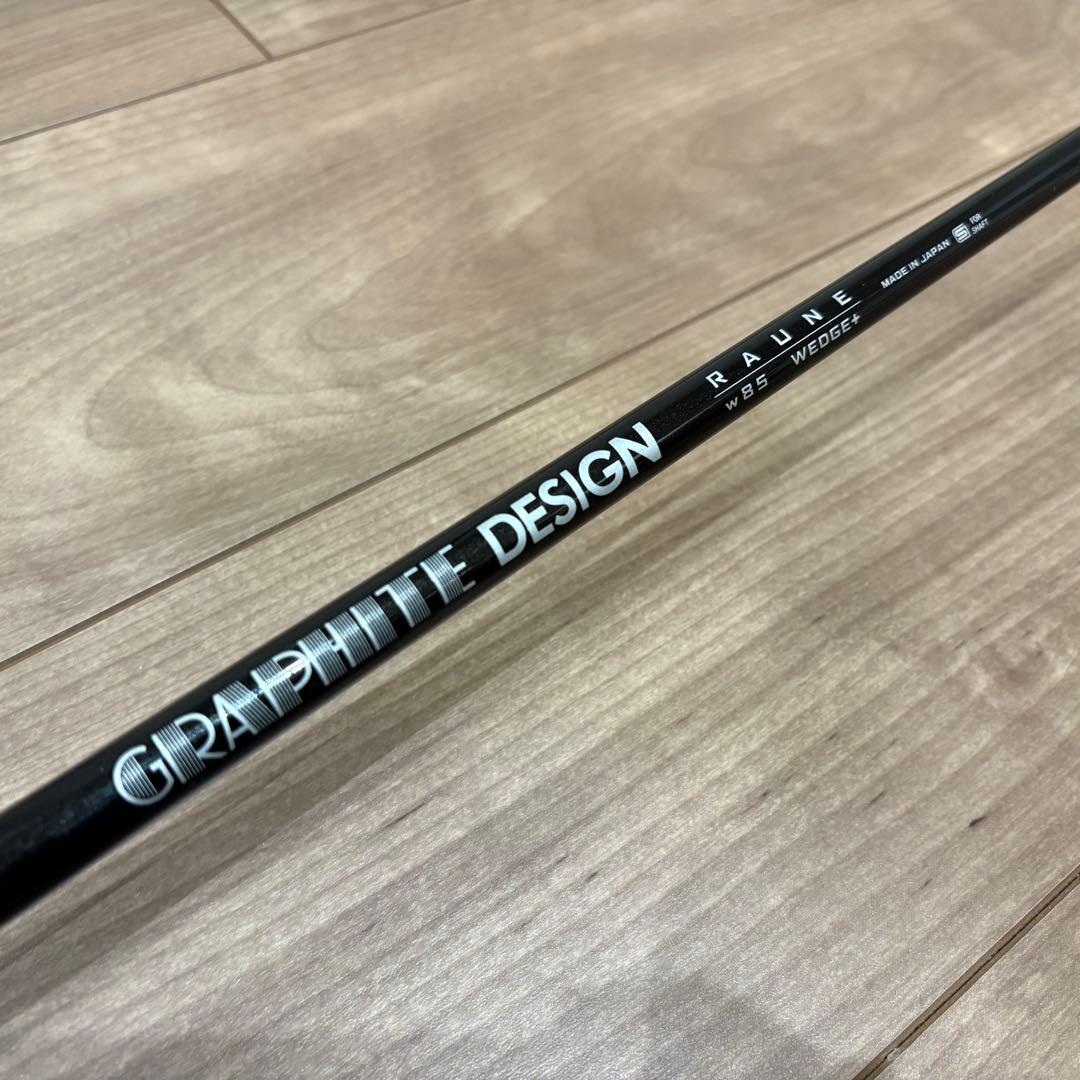 GRAPHITE DESIGN
RAUNE
w85 WEDGE+
MADE IN JAPAN
S FOR
SHAFT